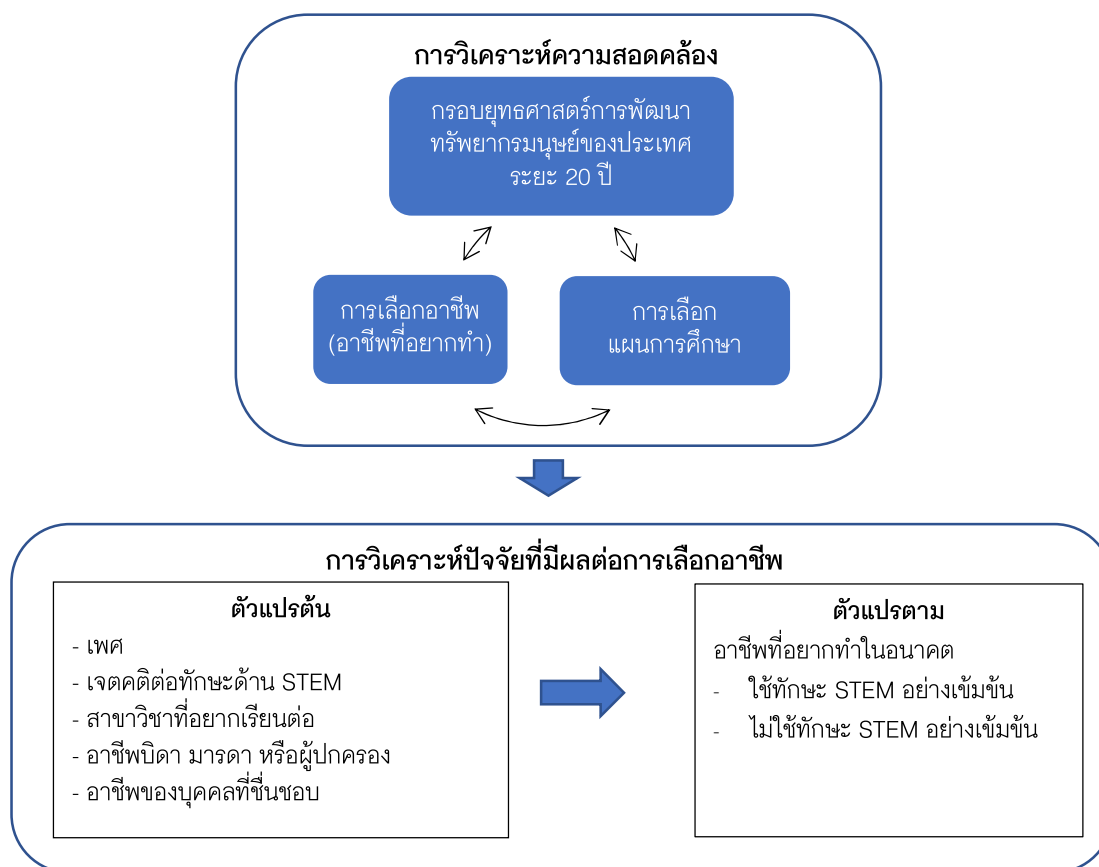 การวิเคราะห์ความสอดคล้อง
กรอบยุทธศาสตร์การพัฒนา
ทรัพยากรมนุษย์ของประเทศ
ระยะ 20 ปี
การเลือกอาชีพ
(อาชีพที่อยากทำ)
การเลือก
แผนการศึกษา
การวิเคราะห์ปัจจัยที่มีผลต่อการเลือกอาชีพ
ตัวแปรต้น
- เพศ
- เจตคติต่อทักษะด้าน STEM
- สาขาวิชาที่อยากเรียนต่อ
- อาชีพบิดา มารดา หรือผู้ปกครอง
- อาชีพของบุคคลที่ชื่นชอบ
ตัวแปรตาม
อาชีพที่อยากทำในอนาคต
- ใช้ทักษะ STEM อย่างเข้มข้น
- ไม่ใช้ทักษะ STEM อย่างเข้มข้น